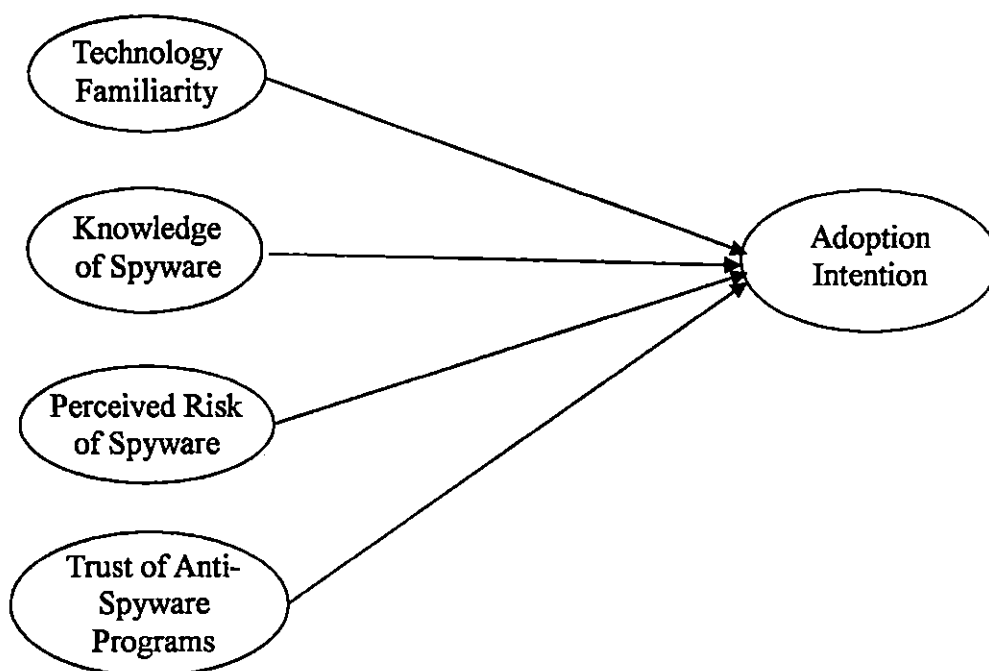 Technology
Familiarity
Knowledge
of Spyware
Perceived Risk
of Spyware
Trust of Anti-
Spyware
Programs
Adoption
Intention